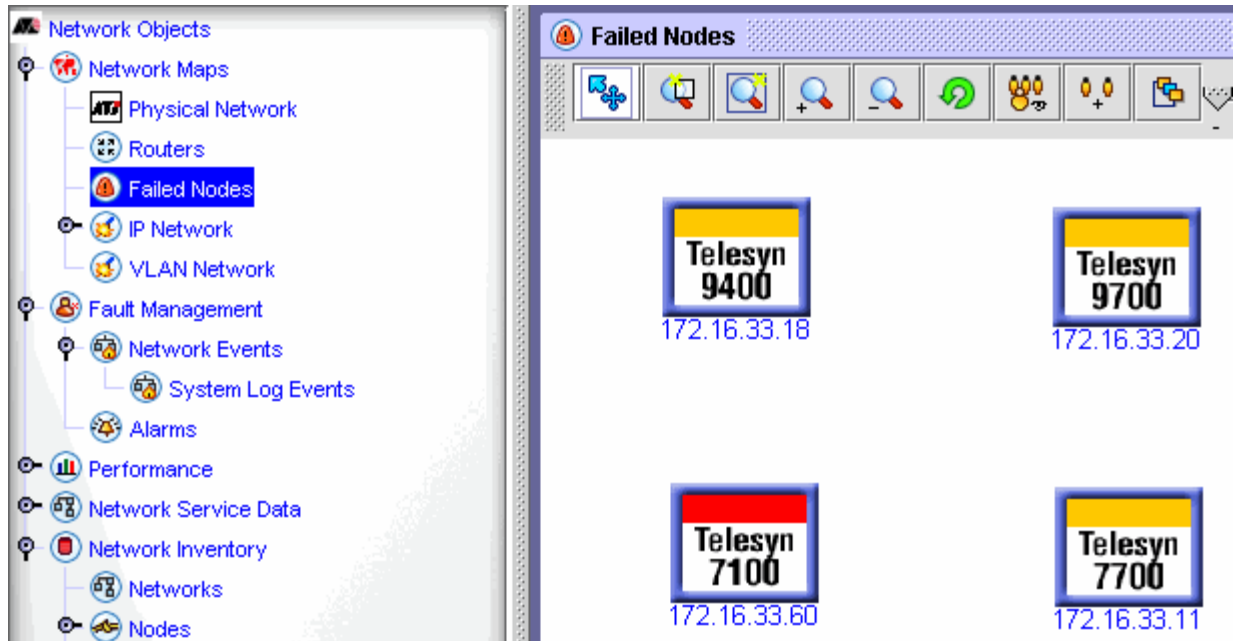 Network Objects
Network Maps
Physical Network
Routers
Failed Nodes
IP Network
VLAN Network
Fault Management
Network Events
System Log Events
Alarms
Performance
Network Service Data
Network Inventory
Networks
Nodes
Failed Nodes
Telesyn
9400
172.16.33.18
Telesyn
9700
172.16.33.20
Telesyn
7100
172.16.33.60
Telesyn
7700
172.16.33.11